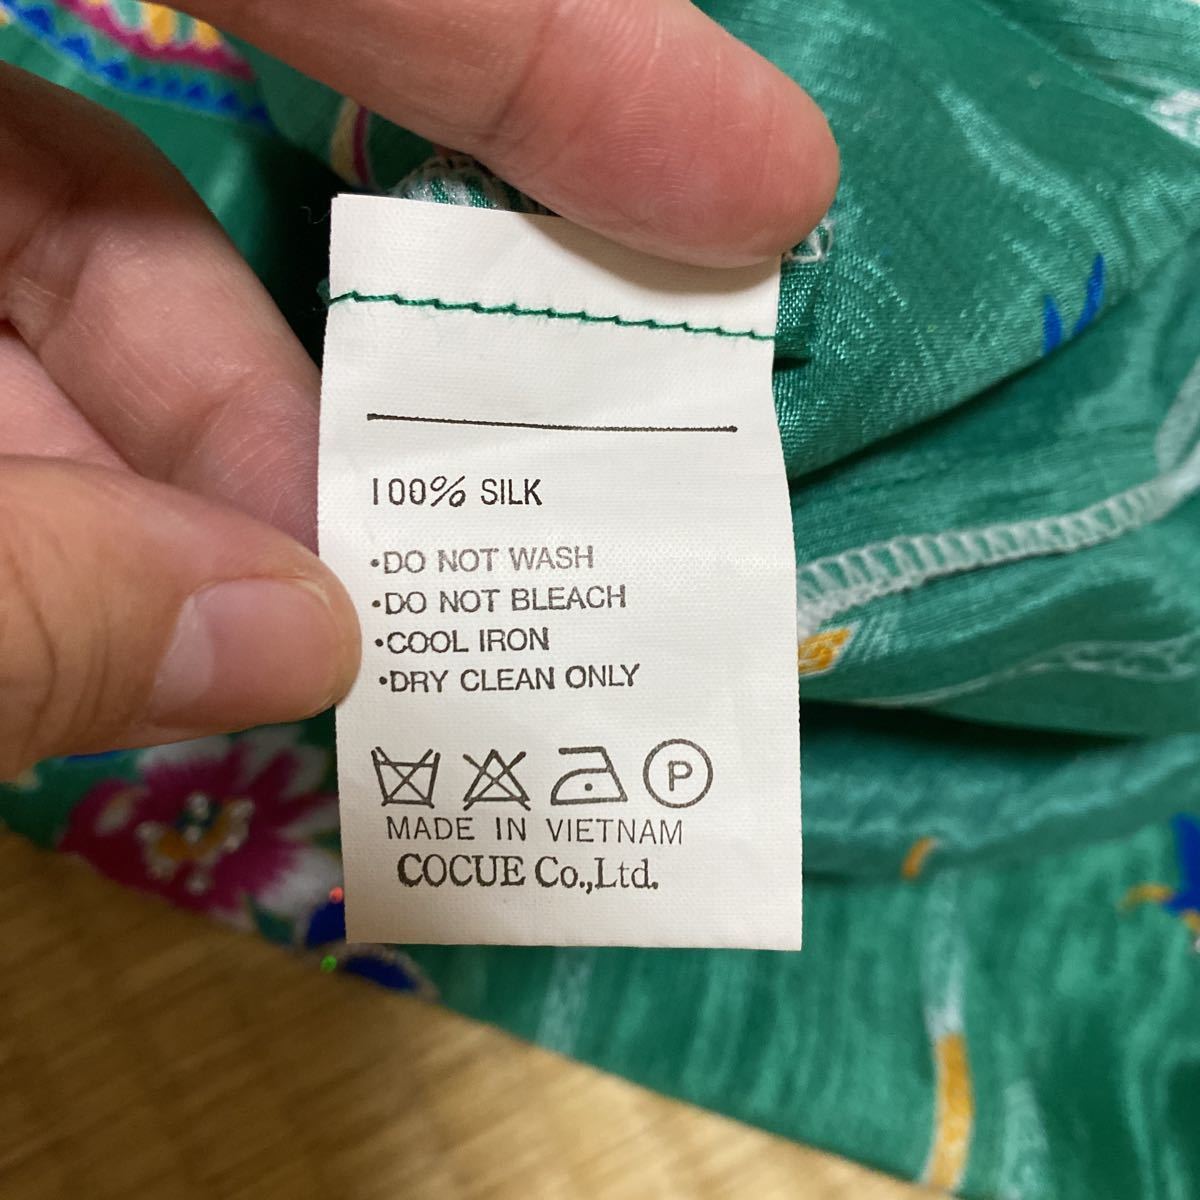 100% SILK
•DO NOT WASH
•DO NOT BLEACH
•COOL IRON
•DRY CLEAN ONLY
P
MADE IN VIETNAM
COCUE Co.,Ltd.